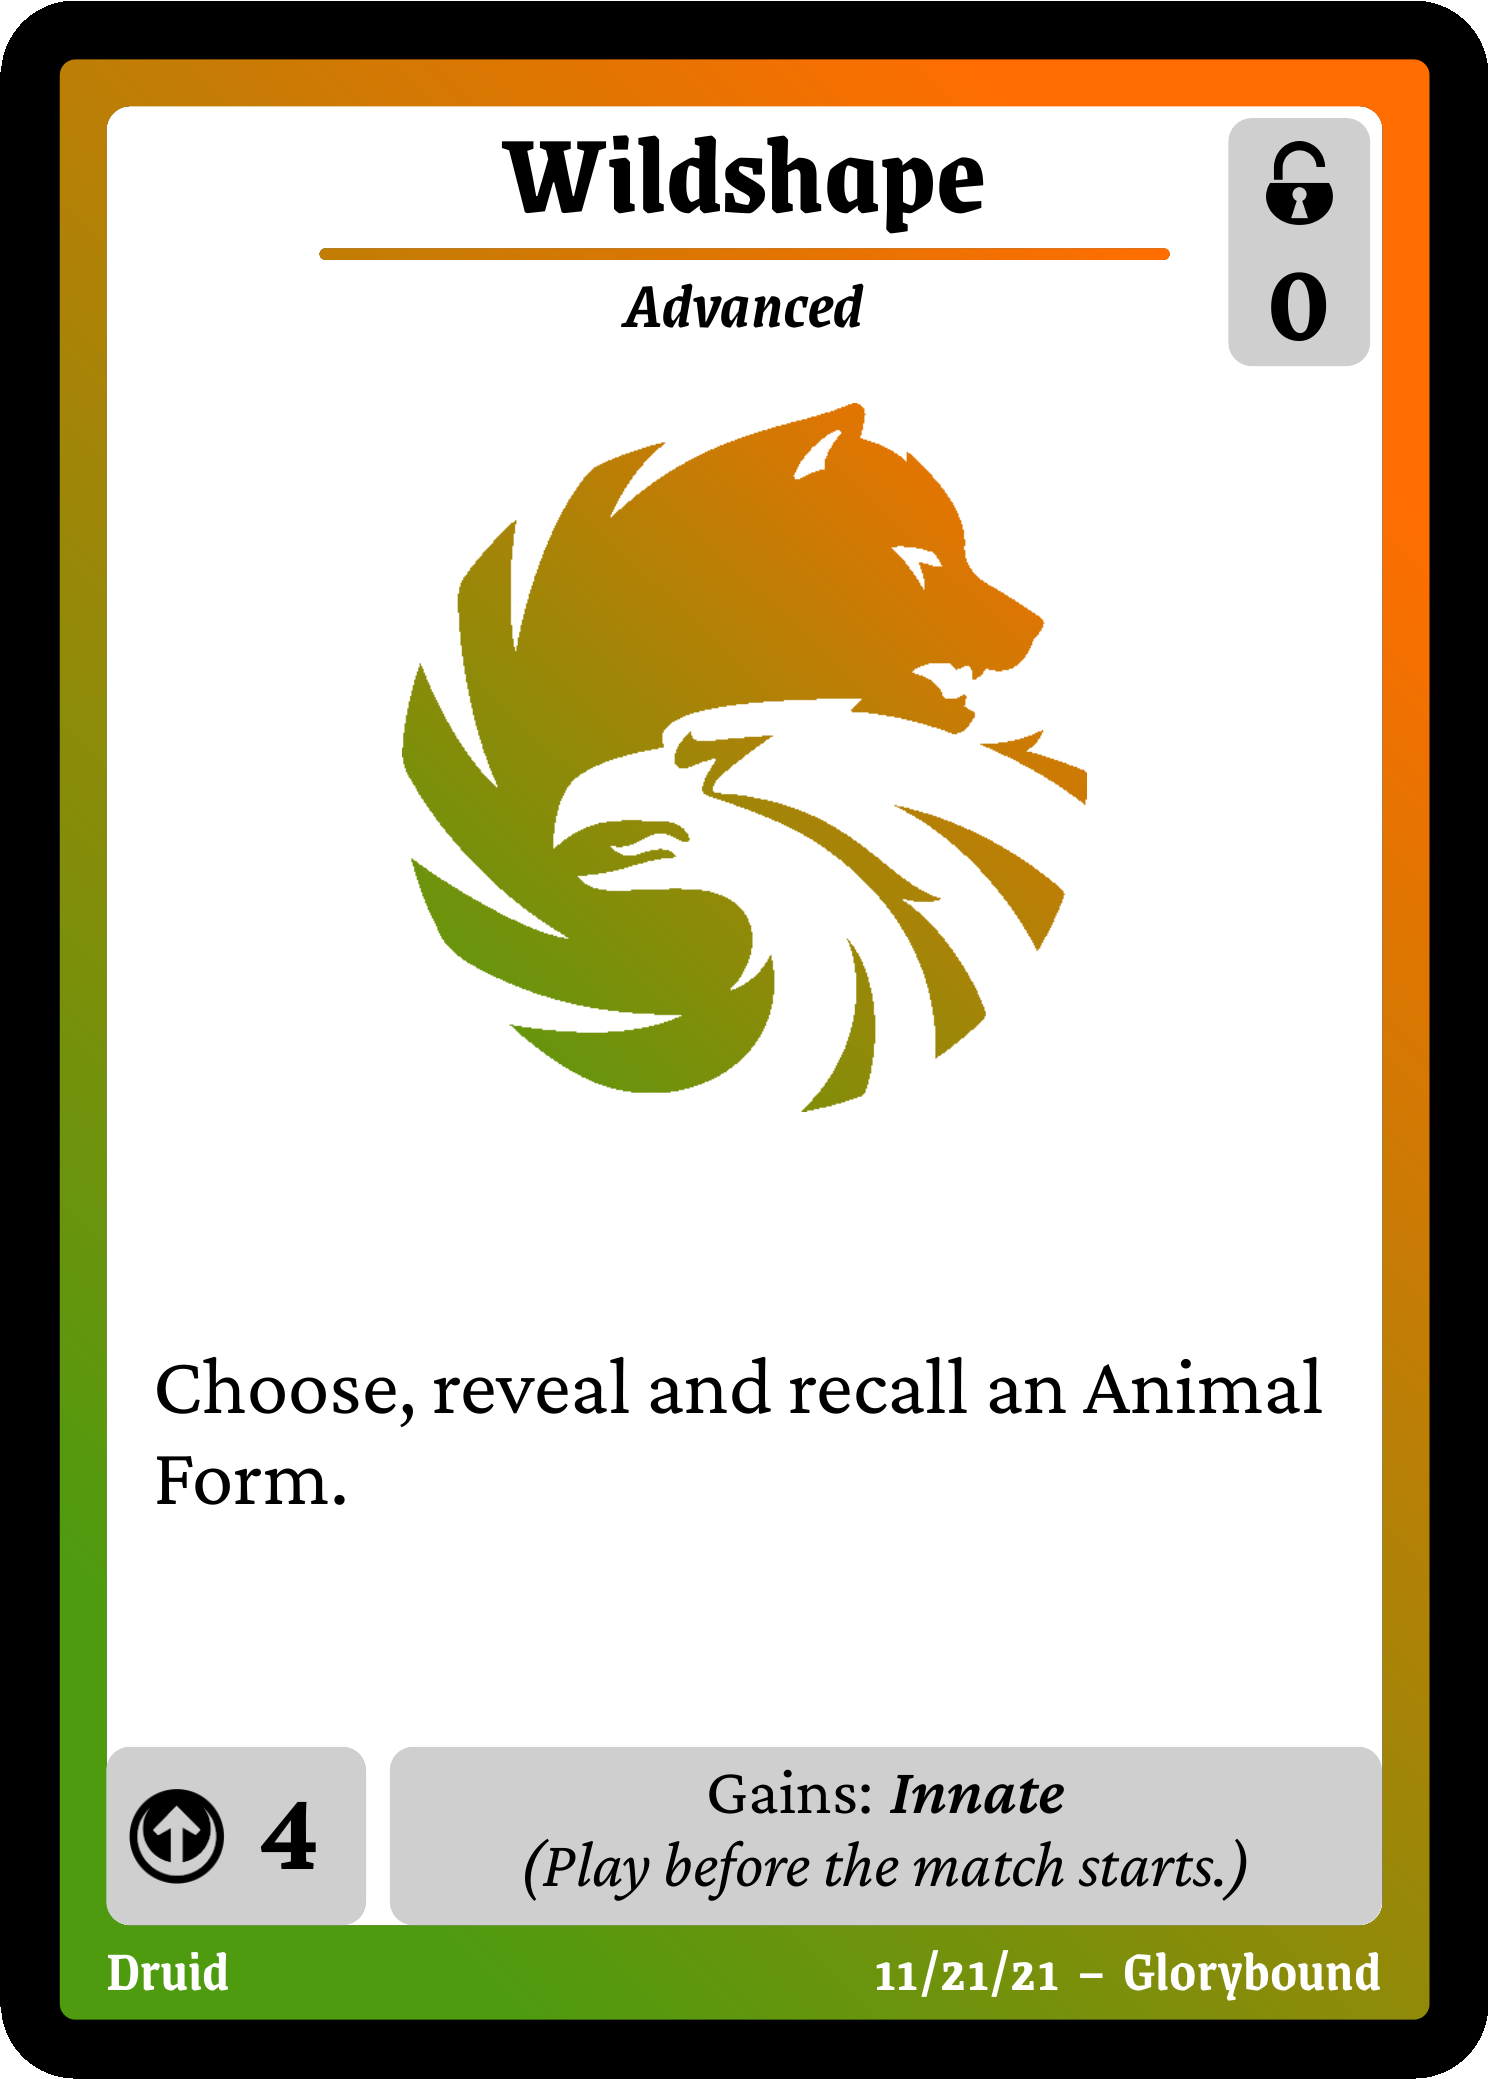 Wildshape
Advanced
0
Choose, reveal and recall an Animal
Form.
4
Gains: Innate
(Play before the match starts.)
Druid
11/21/21 – Glorybound